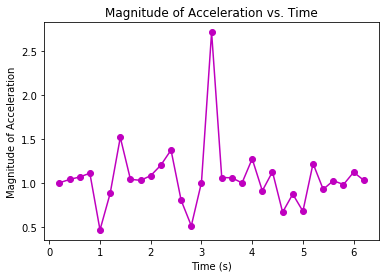 Magnitude of Acceleration vs. Time
Magnitude of Acceleration
2.5
2.0
1.5
1.0
0.5
0 1 2 3 4 5 6
Time (s)